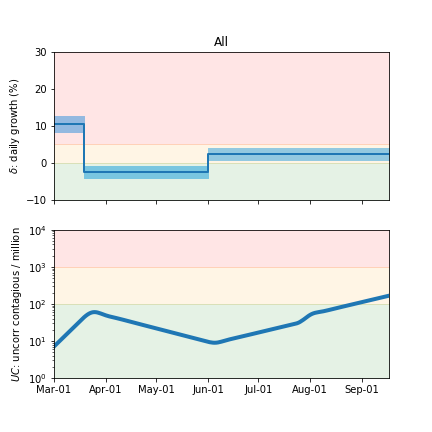 All
δ: daily growth (%)
30
20
10
0
−10
UC: uncorr contagious / million
10⁴
10³
10²
10¹
10⁰
Mar-01 Apr-01 May-01 Jun-01 Jul-01 Aug-01 Sep-01